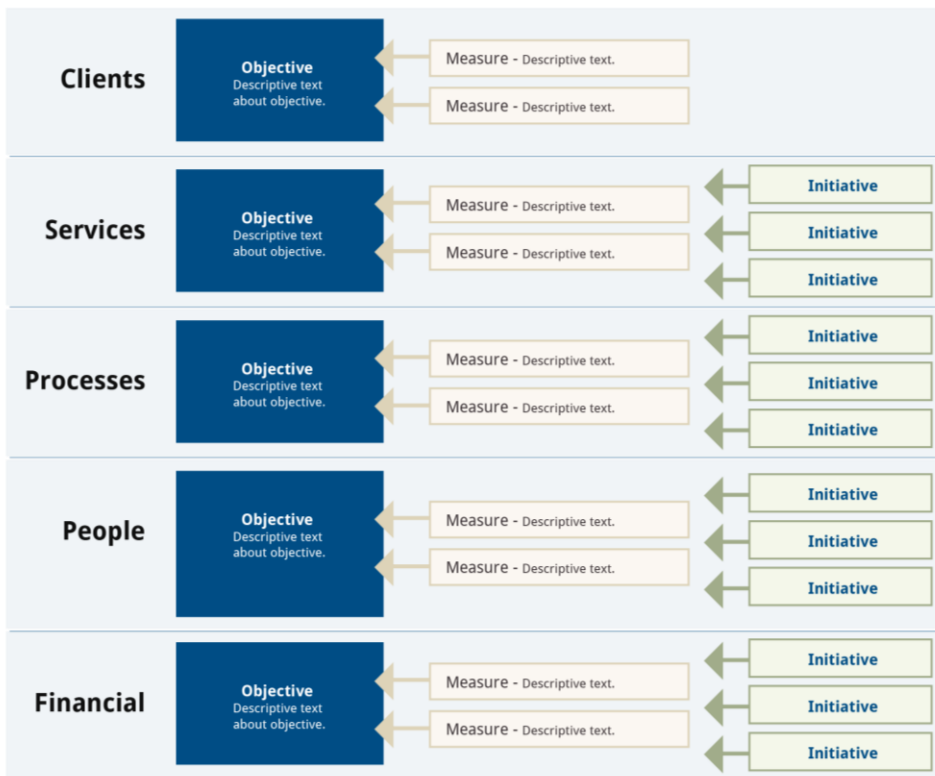 Clients
Objective
Descriptive text
about objective.
Measure - Descriptive text.
Measure - Descriptive text.
Services
Objective
Descriptive text
about objective.
Measure - Descriptive text.
Measure - Descriptive text.
Initiative
Initiative
Initiative
Processes
Objective
Descriptive text
about objective.
Measure - Descriptive text.
Measure - Descriptive text.
Initiative
Initiative
Initiative
People
Objective
Descriptive text
about objective.
Measure - Descriptive text.
Measure - Descriptive text.
Initiative
Initiative
Initiative
Financial
Objective
Descriptive text
about objective.
Measure - Descriptive text.
Measure - Descriptive text.
Initiative
Initiative
Initiative